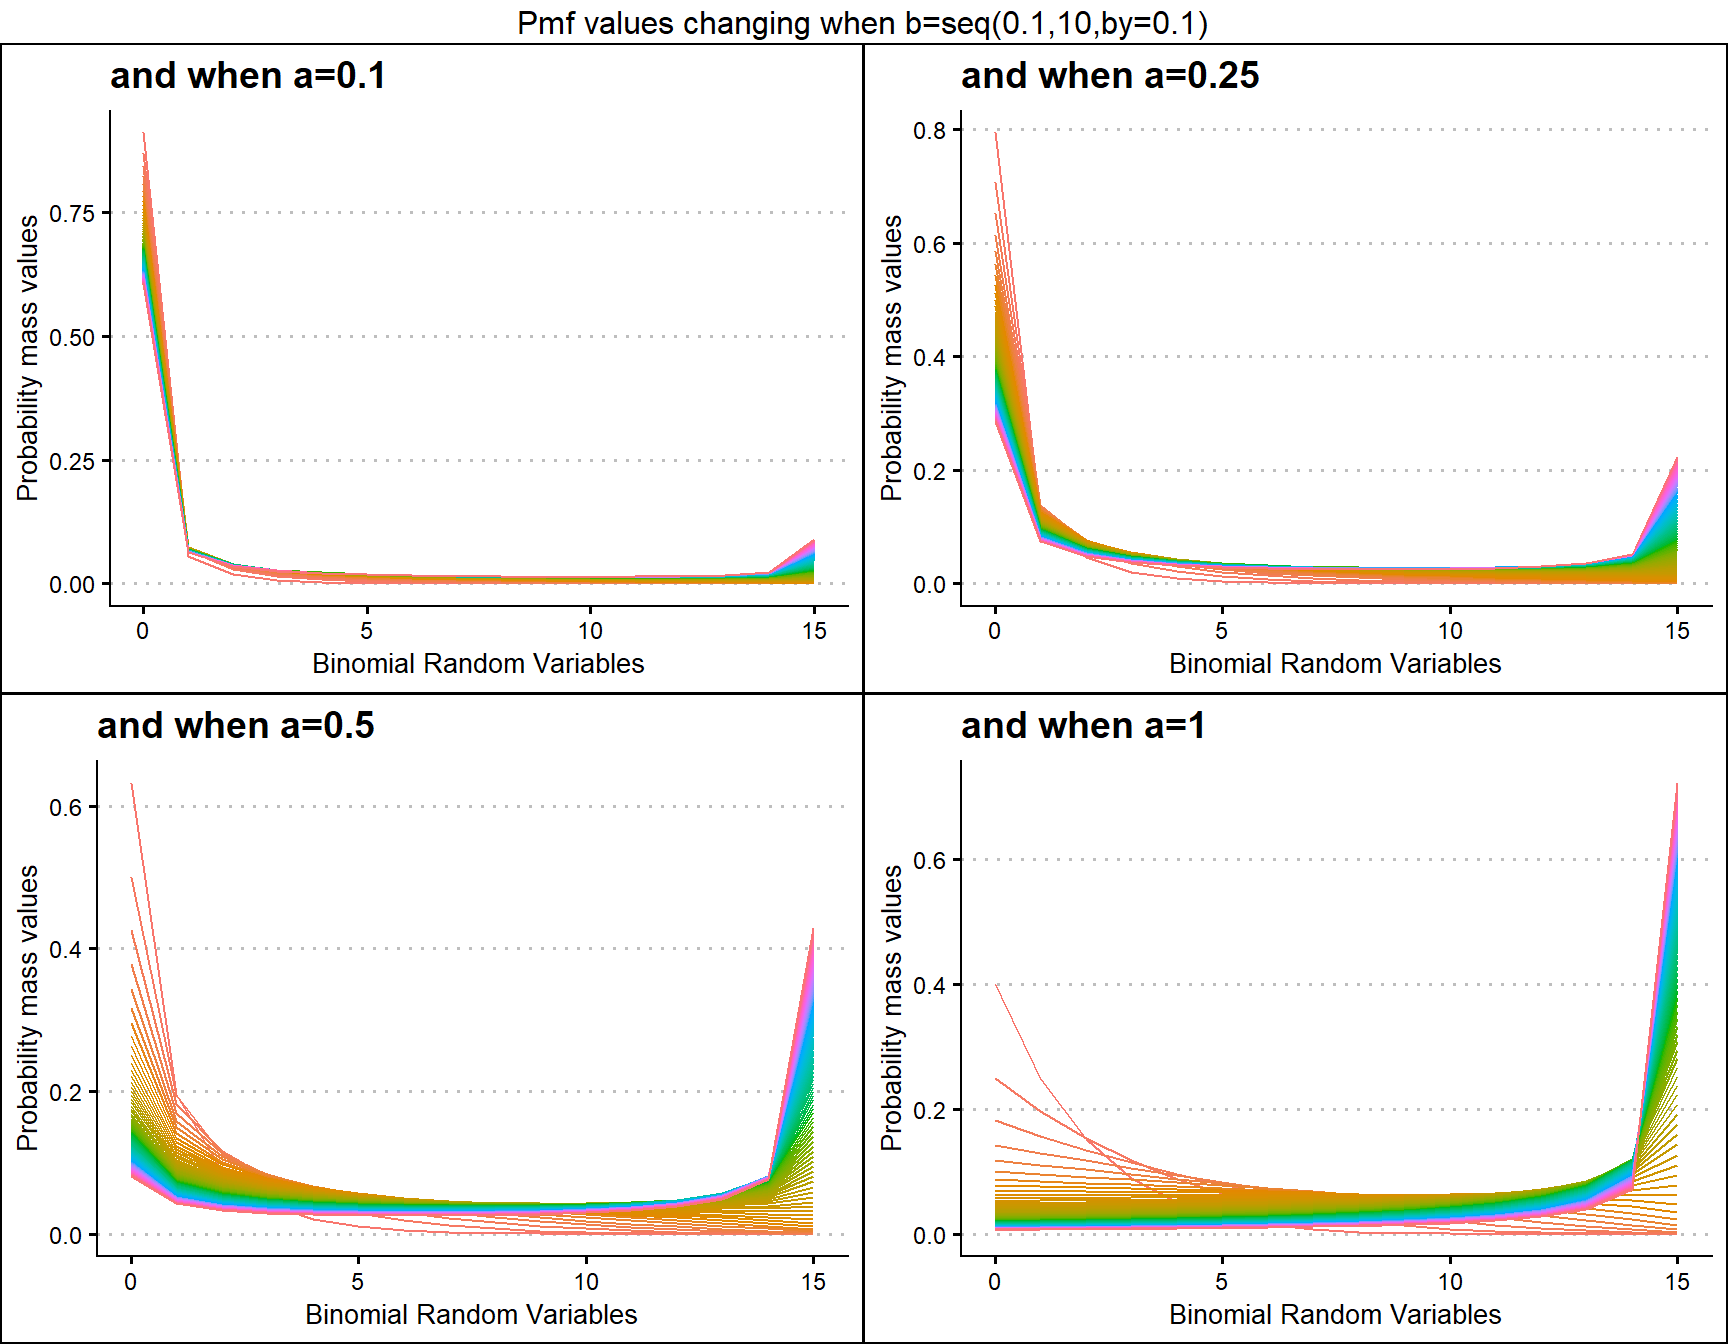 Pmf values changing when b=seq(0.1,10,by=0.1)
and when a=0.1
Probability mass values
0.75
0.50
0.25
0.00
0 5 10 15
Binomial Random Variables
and when a=0.25
Probability mass values
0.8
0.6
0.4
0.2
0.0
0 5 10 15
Binomial Random Variables
and when a=0.5
Probability mass values
0.6
0.4
0.2
0.0
0 5 10 15
Binomial Random Variables
and when a=1
Probability mass values
0.6
0.4
0.2
0.0
0 5 10 15
Binomial Random Variables